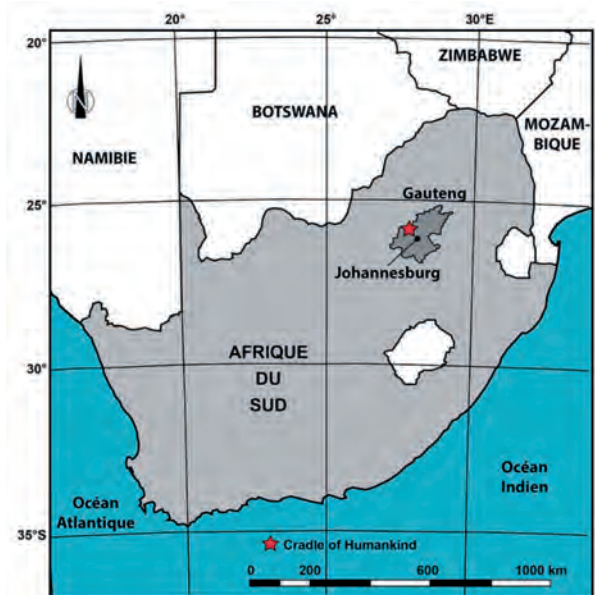 20°
25°
30°E
20°
ZIMBABWE
BOTSWANA
MOZAM-
BIQUE
N
NAMIBIE
Gauteng
25°
Johannesburg
AFRIQUE
DU
SUD
30°
Océan
Indien
Océan
Atlantique
35°S
Cradle of Humankind
0 200 600 1000 km